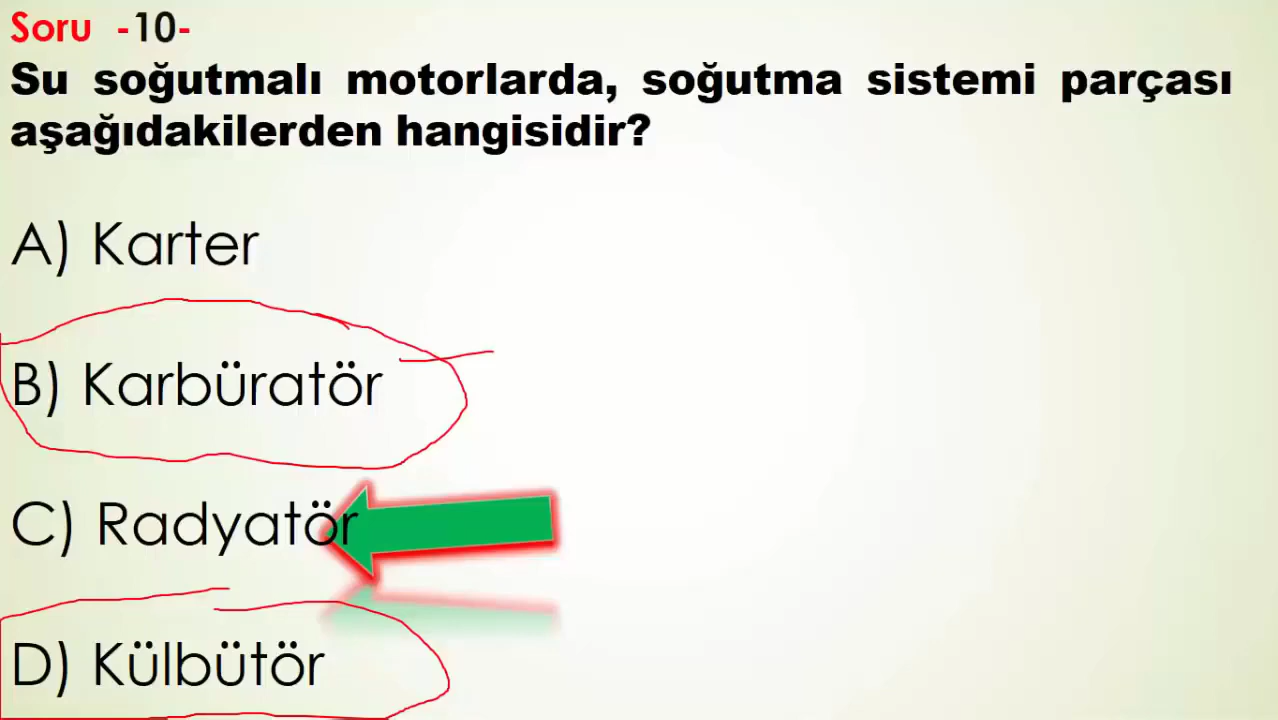 Soru -10-
Su soğutmalı motorlarda, soğutma sistemi parçası
aşağıdakilerden hangisidir?
A) Karter
B) Karbüratör
C) Radyatör
D) Külbütör